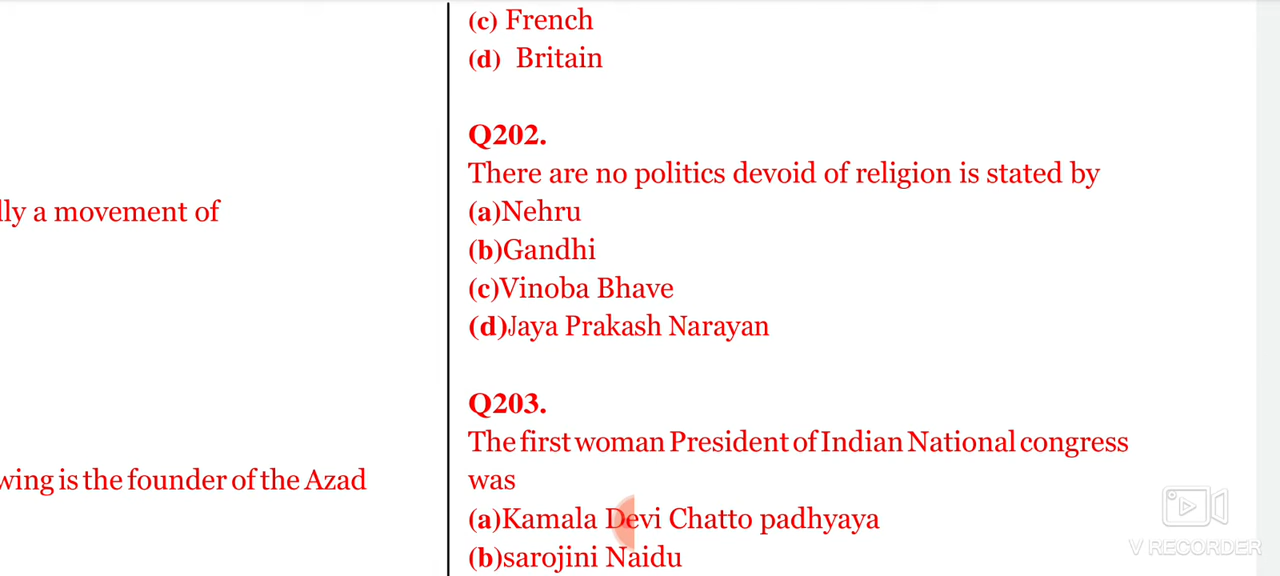 lly a movement of
wing is the founder of the Azad
(c) French
(d) Britain
Q202.
There are no politics devoid of religion is stated by
(a)Nehru
(b)Gandhi
(c)Vinoba Bhave
(d)Jaya Prakash Narayan
Q203.
The first woman President of Indian National congress
was
(a)Kamala Devi Chatto padhyaya
(b)sarojini Naidu
V RECORDER